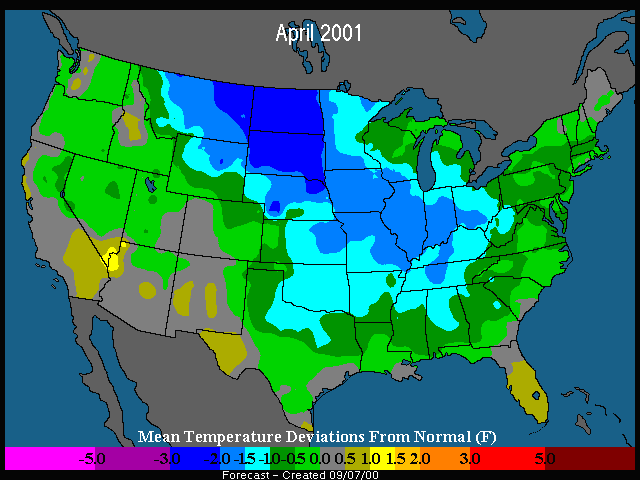 April 2001
Mean Temperature Deviations From Normal (F)
-5.0 -3.0 -2.0 -1.5 -1.0 -0.5 0.0 0.5 1.0 1.5 2.0 3.0 5.0
Forecast - Created 09/07/00